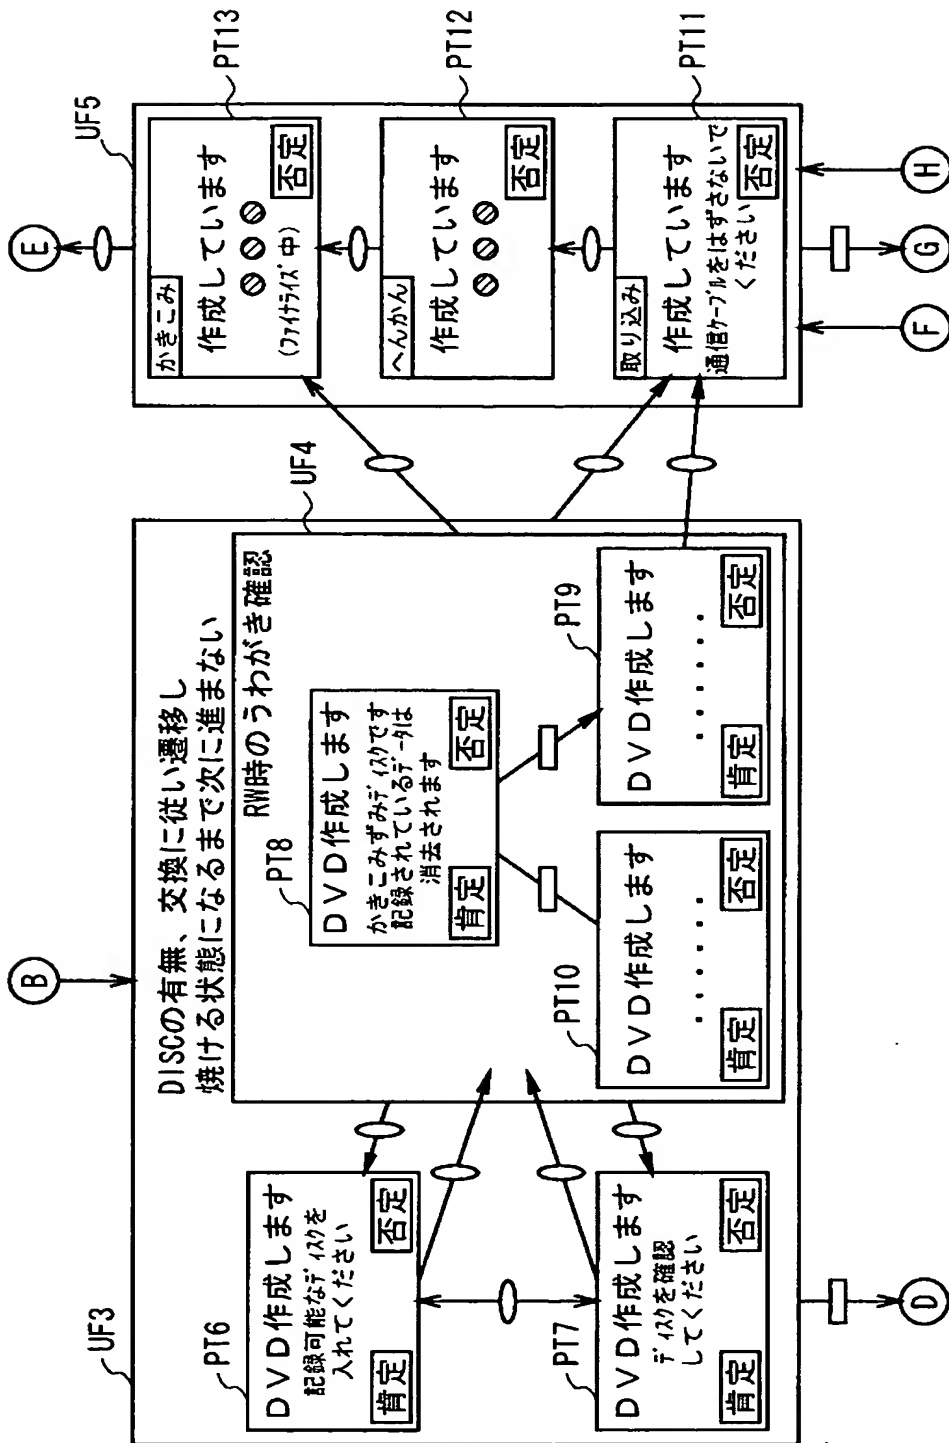 B
UF3
DISCの有無、交換に従い遷移し
焼ける状態になるまで次に進まない
PT6
DVD作成します
記録可能なディスクを
入れてください
肯定
否定
PT7
DVD作成します
ディスクを確認
してください
肯定
否定
D
UF4
RW時のうわがき確認
PT8
DVD作成します
かきこみずみディスクです
記録されているデータは
消去されます
肯定
否定
PT10
DVD作成します
・・・・・・・
肯定
否定
PT9
DVD作成します
・・・・・・・
肯定
否定
E
UF5
PT13
かきこみ
作成しています
(ファイナライズ中)
否定
PT12
へんかん
作成しています
否定
PT11
取り込み
作成しています
通信ケーブルをはずさないで
ください
否定
F
G
H